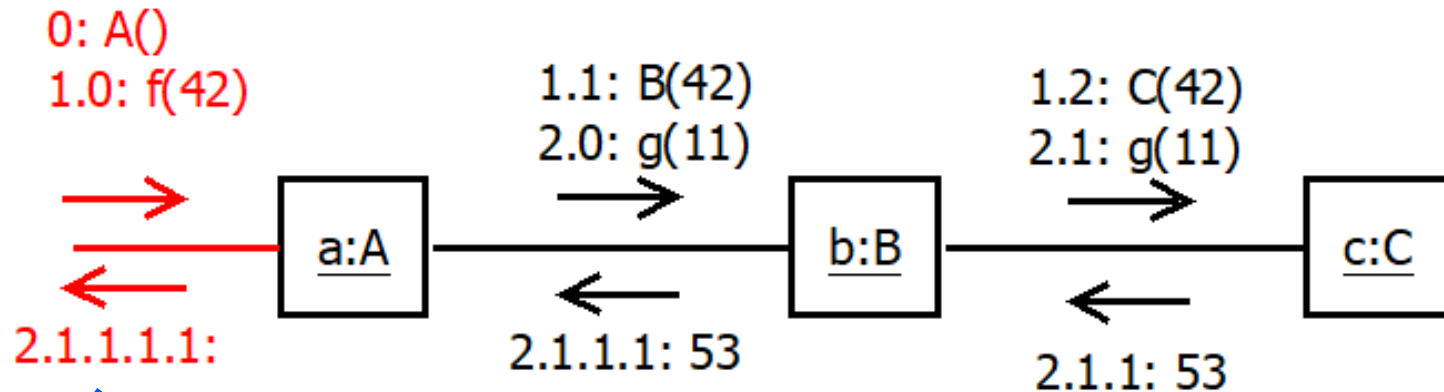 0: A()
1.0: f(42)
1.1: B(42)
2.0: g(11)
1.2: C(42)
2.1: g(11)
a:A
b:B
c:C
2.1.1.1.1:
2.1.1.1: 53
2.1.1: 53